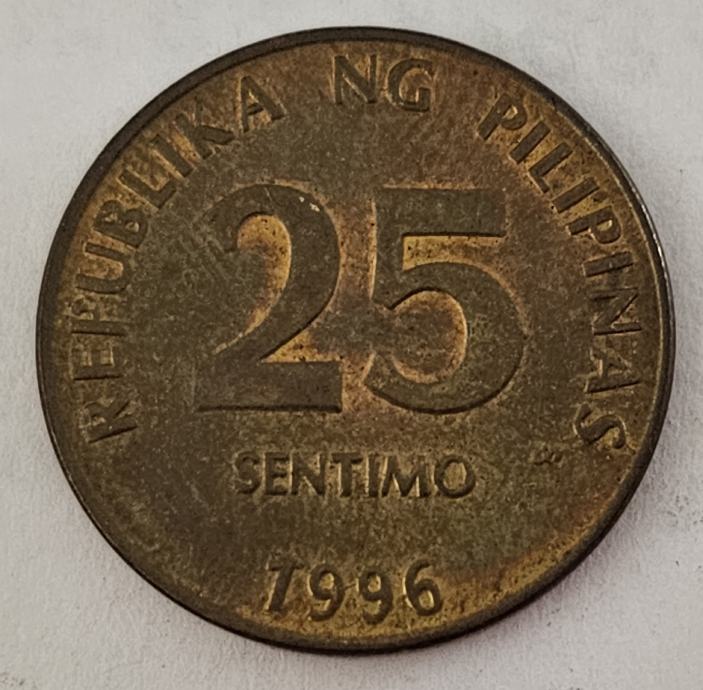 REPUBLIKA NG PILIPINAS
25
SENTIMO
1996